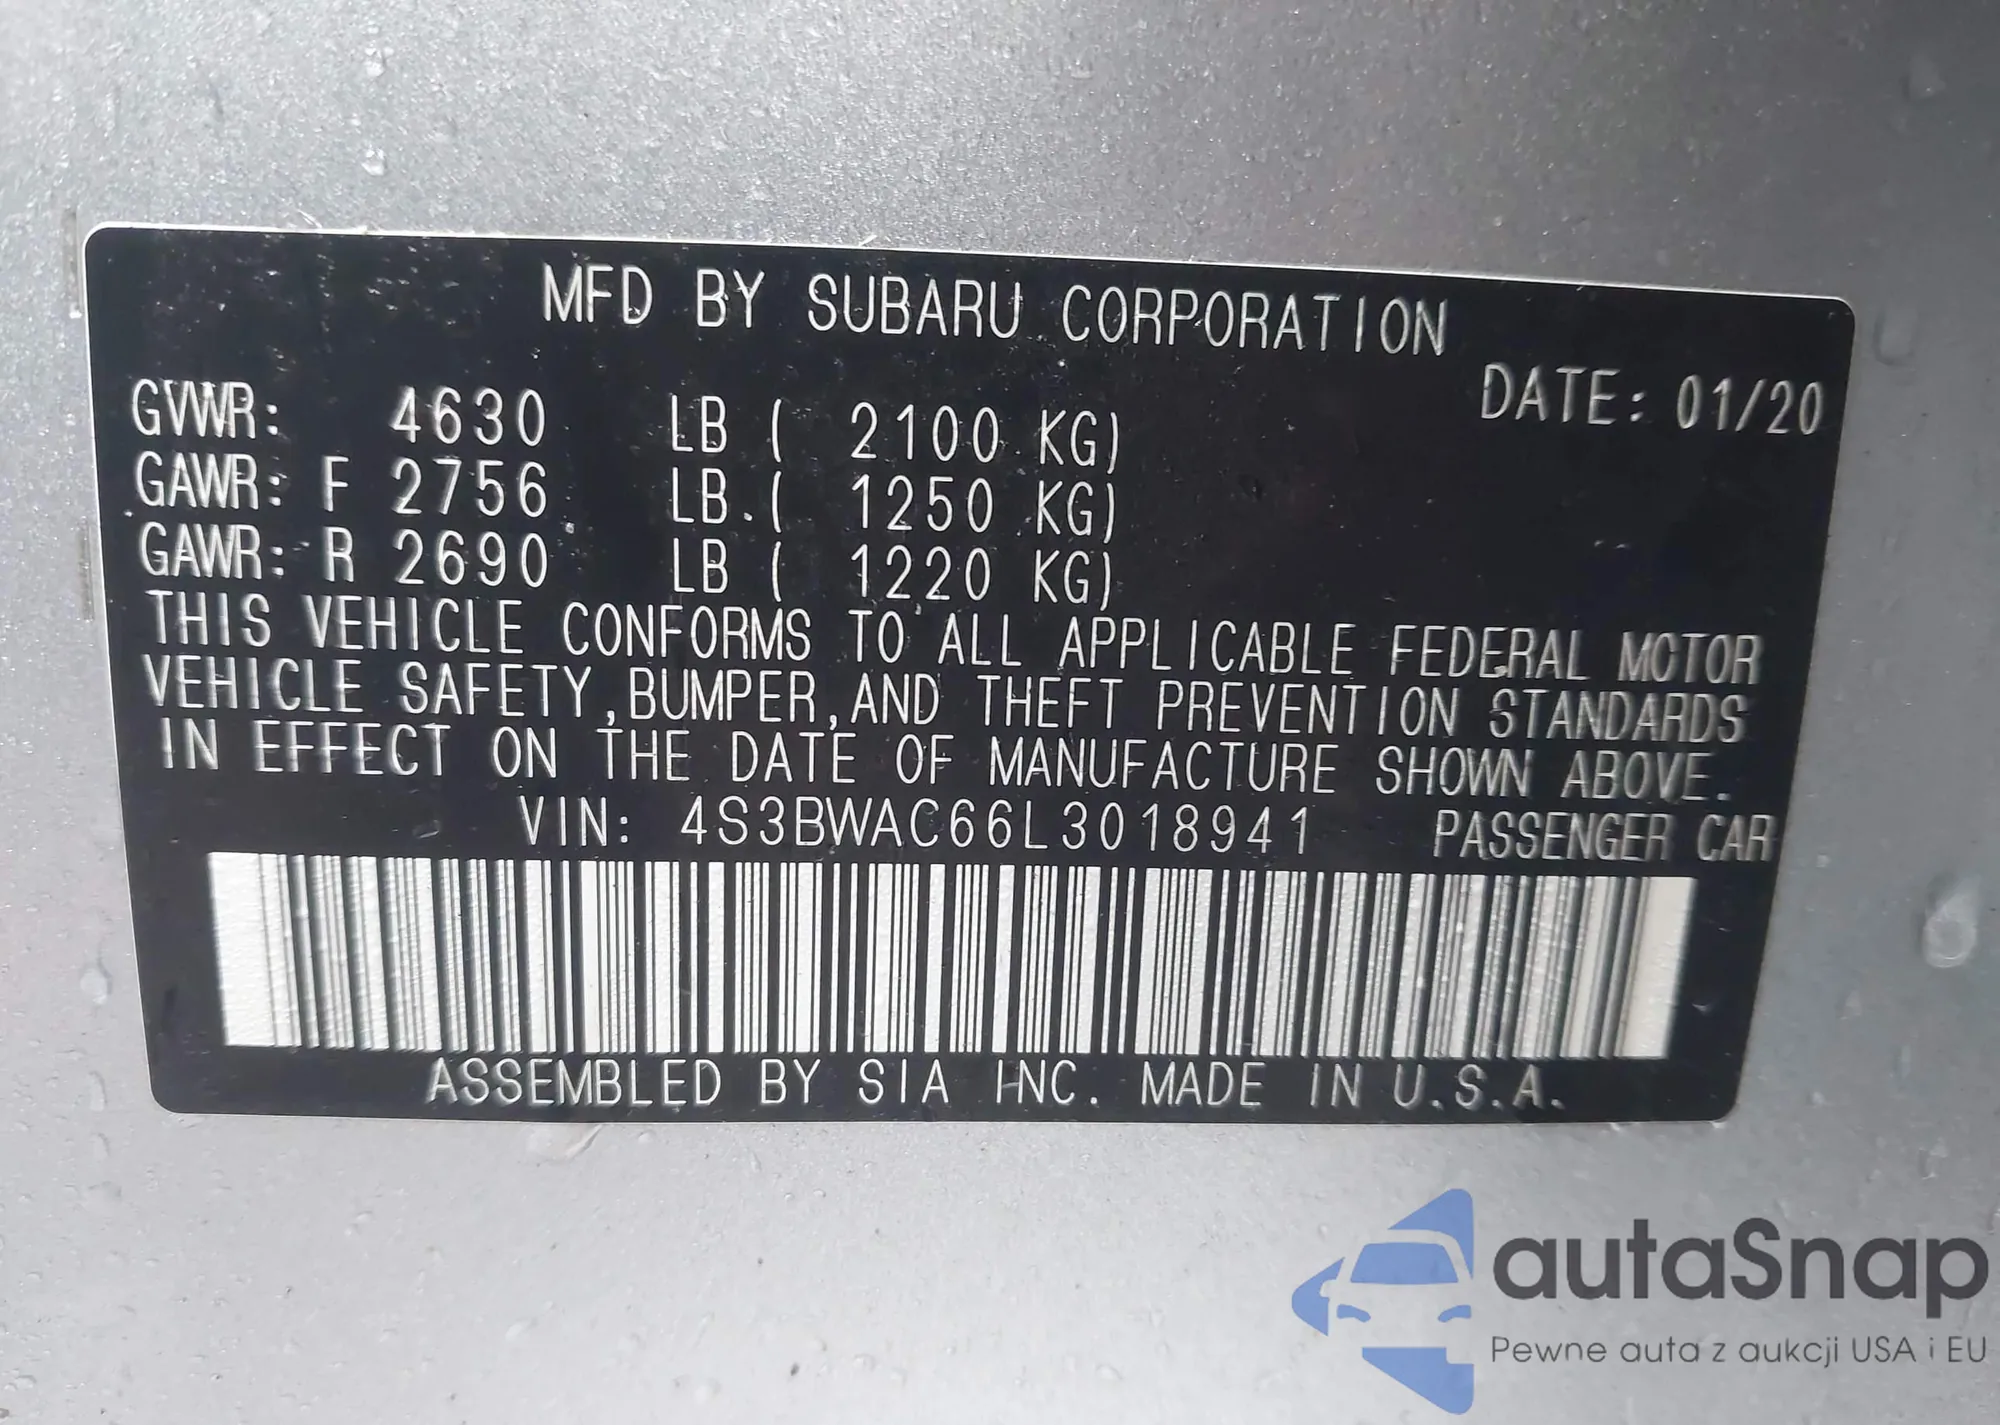 MFD BY SUBARU CORPORATION
DATE: 01/20
GVWR: 4630 LB ( 2100 KG)
GAWR: F 2756 LB ( 1250 KG)
GAWR: R 2690 LB ( 1220 KG)
THIS VEHICLE CONFORMS TO ALL APPLICABLE FEDERAL MOTOR
VEHICLE SAFETY,BUMPER,AND THEFT PREVENTION STANDARDS
IN EFFECT ON THE DATE OF MANUFACTURE SHOWN ABOVE.
VIN: 4S3BWAC66L3018941 PASSENGER CAR
ASSEMBLED BY SIA INC. MADE IN U.S.A.
autaSnap
Pewne auta z aukcji USA i EU